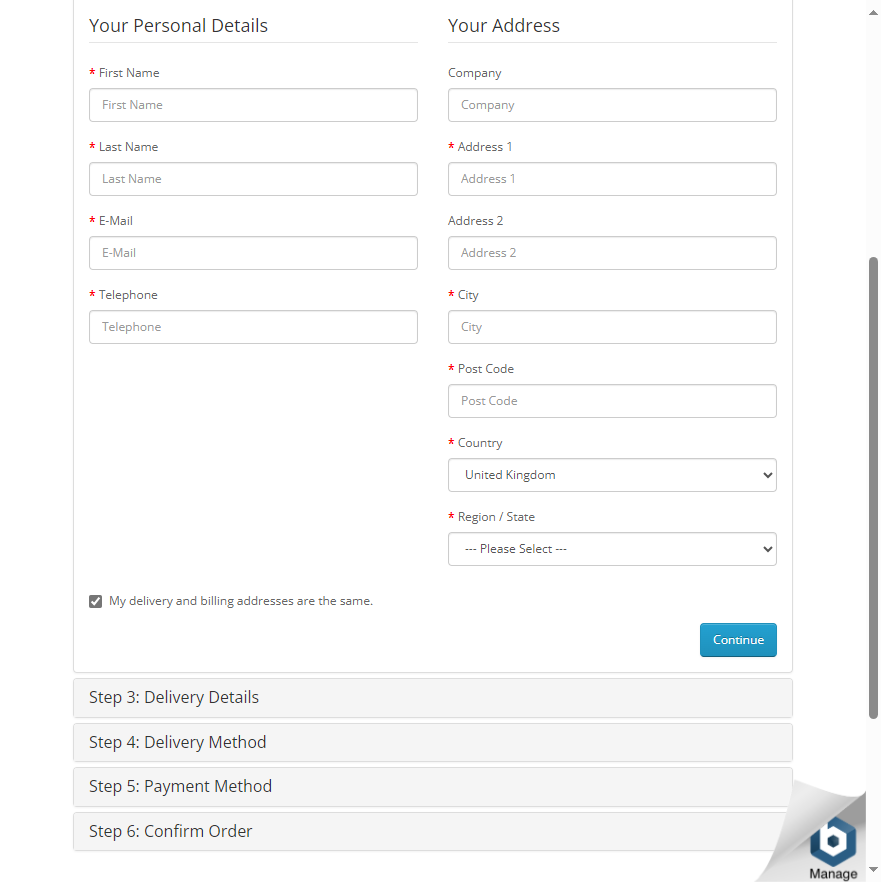 Your Personal Details
* First Name
First Name
* Last Name
Last Name
* E-Mail
E-Mail
* Telephone
Telephone
Your Address
Company
Company
* Address 1
Address 1
Address 2
Address 2
* City
City
* Post Code
Post Code
* Country
United Kingdom
* Region / State
--- Please Select ---
My delivery and billing addresses are the same.
Continue
Step 3: Delivery Details
Step 4: Delivery Method
Step 5: Payment Method
Step 6: Confirm Order
b
Manage